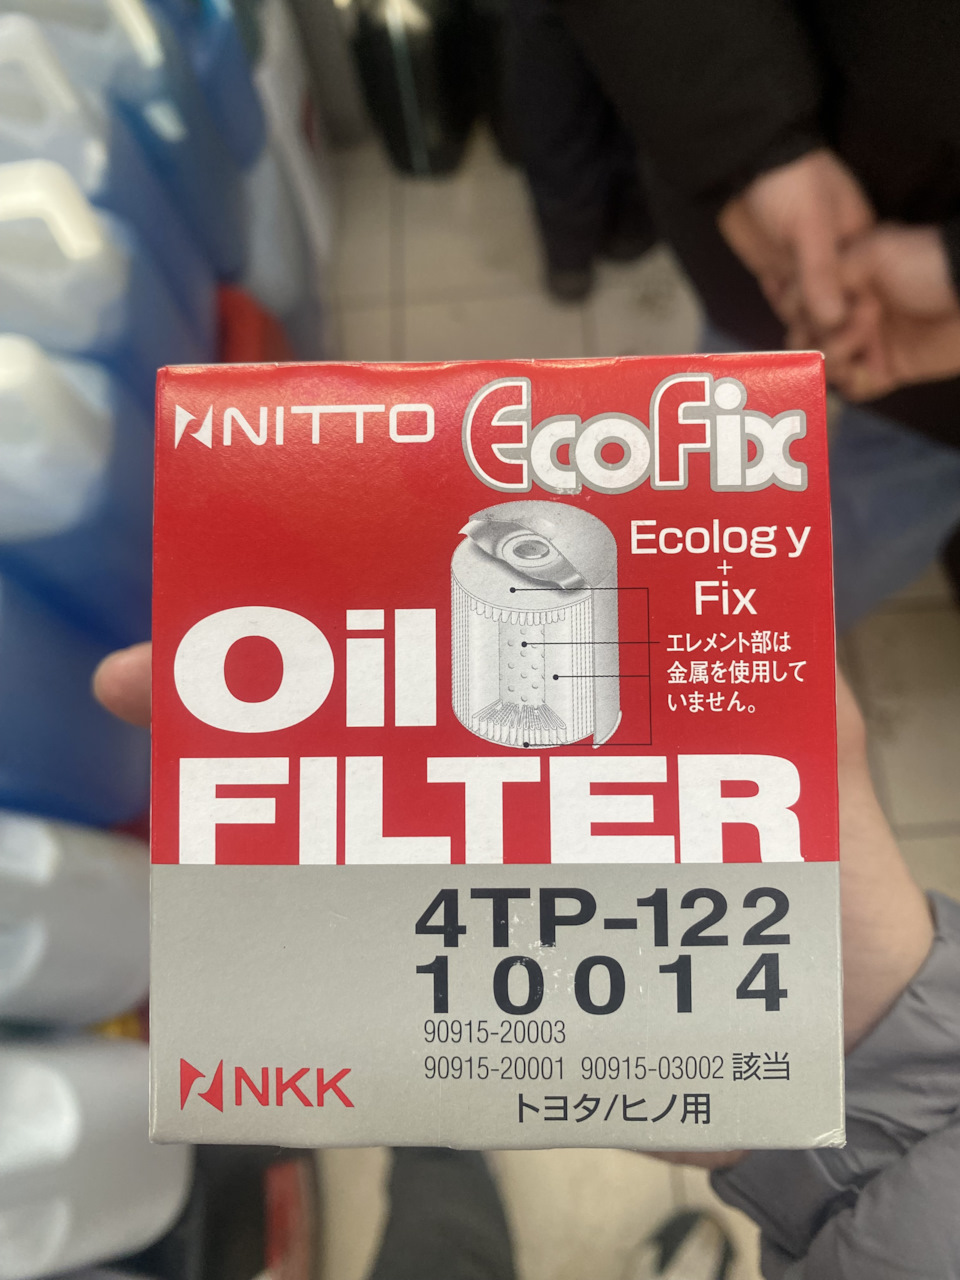 NITTO
EcoFix
Ecology
+
Fix
エレメント部は
金属を使用して
いません。
Oil
FILTER
4TP-122
10014
90915-20003
90915-20001 90915-03002 該当
NKK
トヨタ/ヒノ用